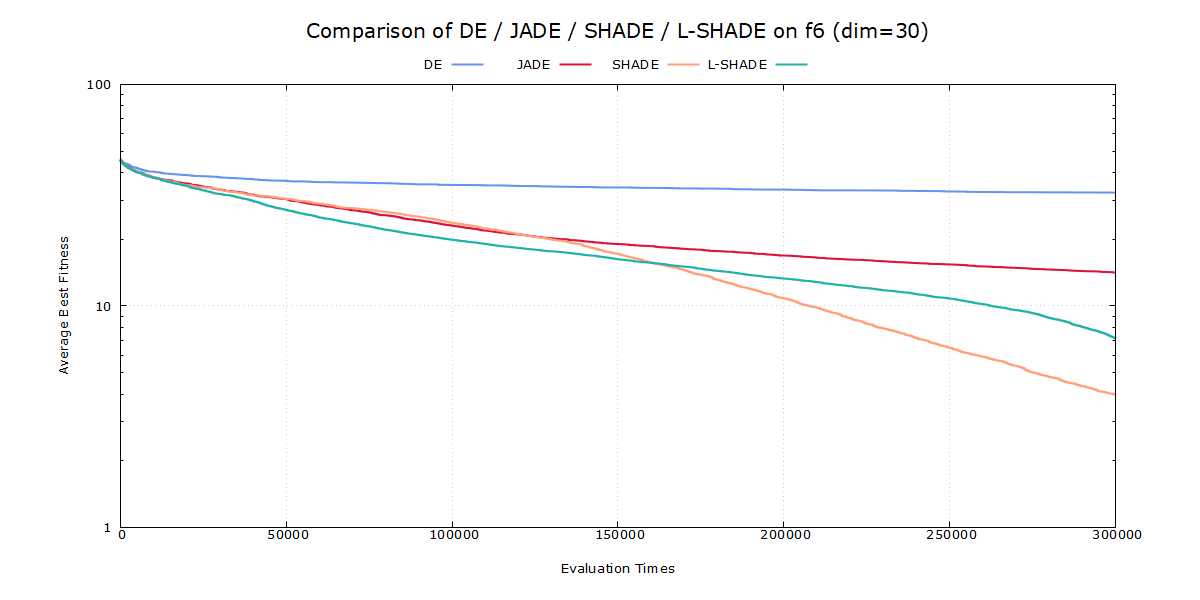 Comparison of DE / JADE / SHADE / L-SHADE on f6 (dim=30)
DE JADE SHADE L-SHADE
100
10
1
Average Best Fitness
0 50000 100000 150000 200000 250000 300000
Evaluation Times